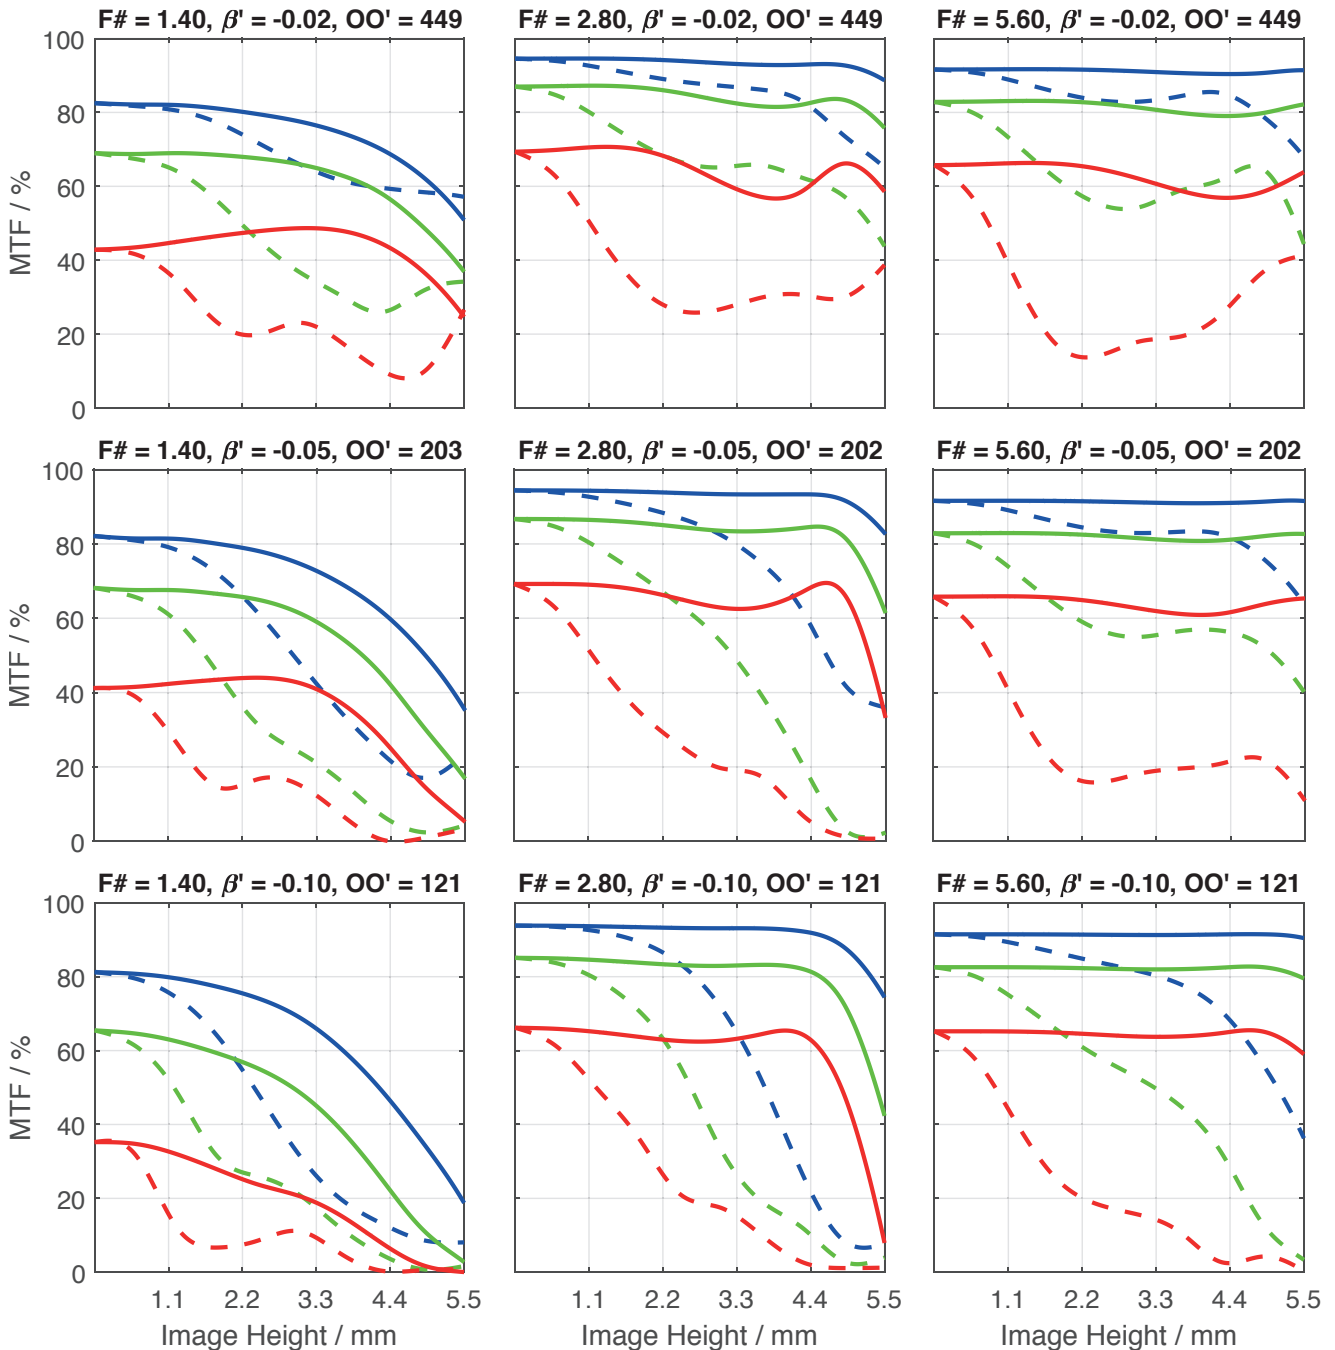 F# = 1.40, β' = -0.02, OO' = 449
F# = 2.80, β' = -0.02, OO' = 449
F# = 5.60, β' = -0.02, OO' = 449
100
80
60
40
20
0
MTF / %
F# = 1.40, β' = -0.05, OO' = 203
F# = 2.80, β' = -0.05, OO' = 202
F# = 5.60, β' = -0.05, OO' = 202
100
80
60
40
20
0
MTF / %
F# = 1.40, β' = -0.10, OO' = 121
F# = 2.80, β' = -0.10, OO' = 121
F# = 5.60, β' = -0.10, OO' = 121
100
80
60
40
20
0
MTF / %
1.1 2.2 3.3 4.4 5.5
1.1 2.2 3.3 4.4 5.5
1.1 2.2 3.3 4.4 5.5
Image Height / mm
Image Height / mm
Image Height / mm